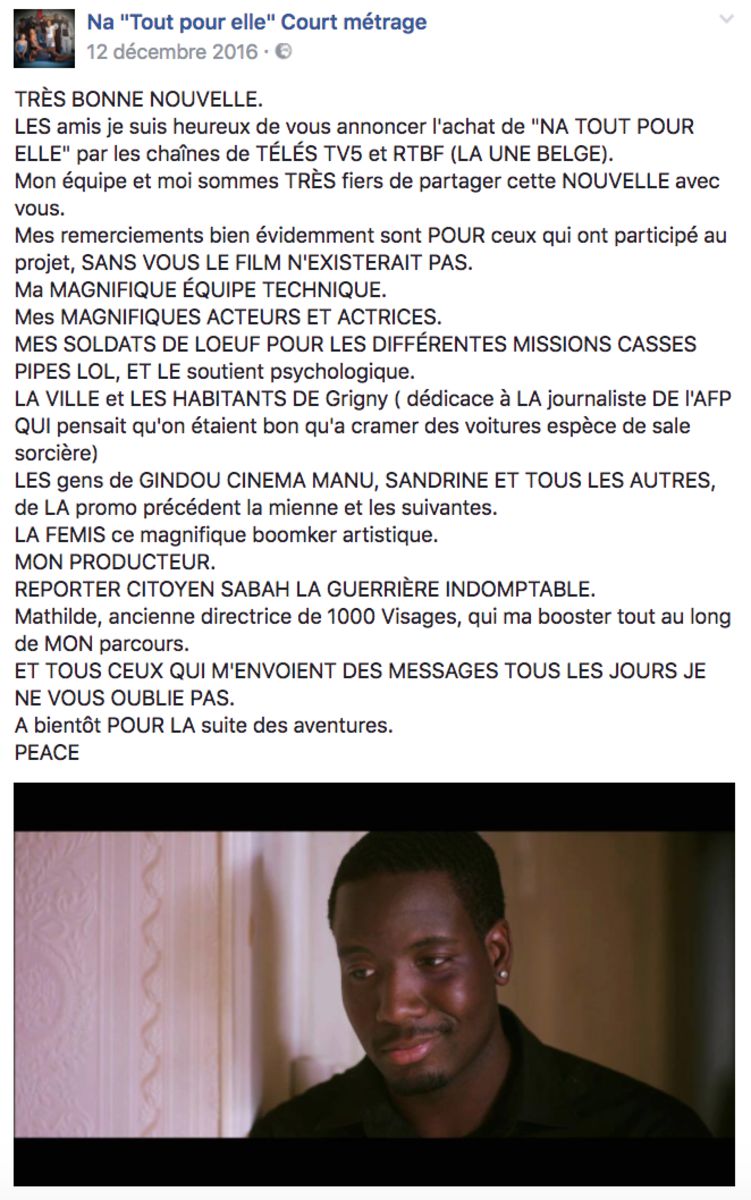 Na "Tout pour elle" Court métrage
12 décembre 2016 ·
TRÈS BONNE NOUVELLE.
LES amis je suis heureux de vous annoncer l'achat de "NA TOUT POUR
ELLE" par les chaînes de TÉLÉS TV5 et RTBF (LA UNE BELGE).
Mon équipe et moi sommes TRÈS fiers de partager cette NOUVELLE avec
vous.
Mes remerciements bien évidemment sont POUR ceux qui ont participé au
projet, SANS VOUS LE FILM N'EXISTERAIT PAS.
Ma MAGNIFIQUE ÉQUIPE TECHNIQUE.
Mes MAGNIFIQUES ACTEURS ET ACTRICES.
MES SOLDATS DE LOEUF POUR LES DIFFÉRENTES MISSIONS CASSES
PIPES LOL, ET LE soutient psychologique.
LA VILLE et LES HABITANTS DE Grigny ( dédicace à LA journaliste DE l'AFP
QUI pensait qu'on étaient bon qu'a cramer des voitures espèce de sale
sorcière)
LES gens de GINDOU CINEMA MANU, SANDRINE ET TOUS LES AUTRES,
de LA promo précédent la mienne et les suivantes.
LA FEMIS ce magnifique boomker artistique.
MON PRODUCTEUR.
REPORTER CITOYEN SABAH LA GUERRIÈRE INDOMPTABLE.
Mathilde, ancienne directrice de 1000 Visages, qui ma booster tout au long
de MON parcours.
ET TOUS CEUX QUI M'ENVOIENT DES MESSAGES TOUS LES JOURS JE
NE VOUS OUBLIE PAS.
A bientôt POUR LA suite des aventures.
PEACE